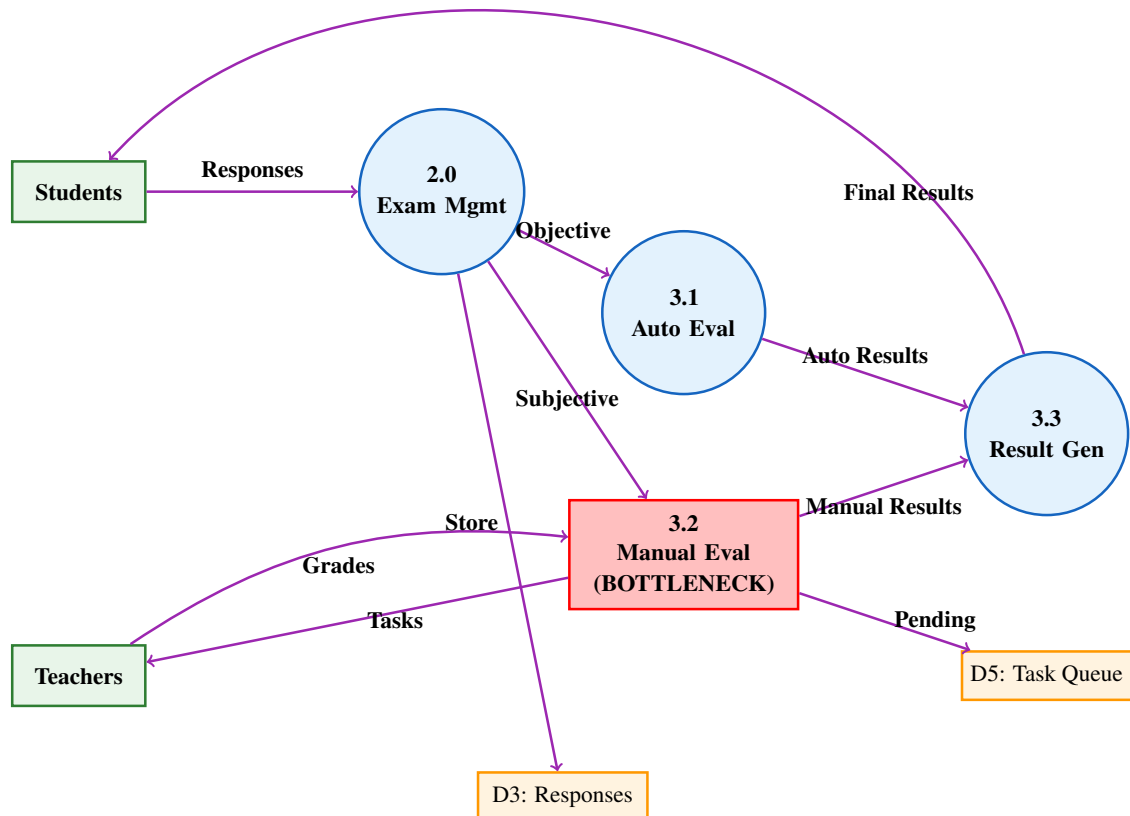 Students
Responses
2.0
Exam Mgmt
Final Results
Objective
3.1
Auto Eval
Auto Results
Subjective
3.3
Result Gen
Manual Results
Store
3.2
Manual Eval
(BOTTLENECK)
Grades
Tasks
Pending
Teachers
D5: Task Queue
D3: Responses